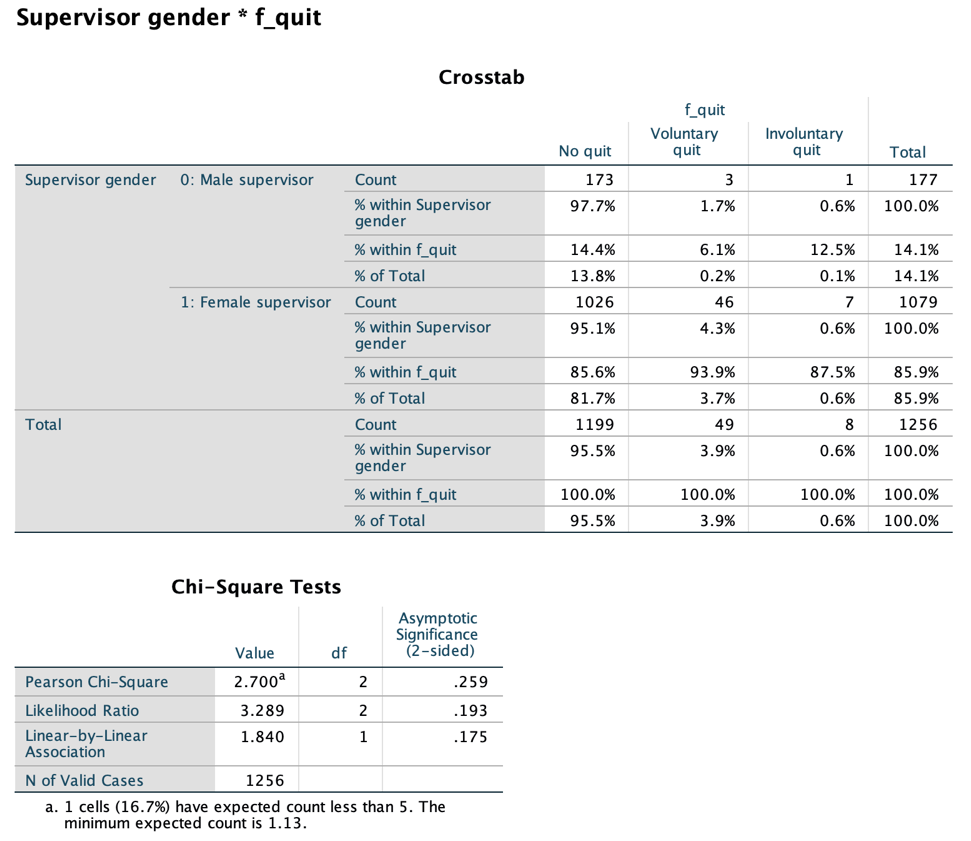 Supervisor gender * f_quit
Crosstab
f_quit
No quit Voluntary quit Involuntary quit Total
Supervisor gender 0: Male supervisor Count 173 3 1 177
% within Supervisor gender 97.7% 1.7% 0.6% 100.0%
% within f_quit 14.4% 6.1% 12.5% 14.1%
% of Total 13.8% 0.2% 0.1% 14.1%
1: Female supervisor Count 1026 46 7 1079
% within Supervisor gender 95.1% 4.3% 0.6% 100.0%
% within f_quit 85.6% 93.9% 87.5% 85.9%
% of Total 81.7% 3.7% 0.6% 85.9%
Total Count 1199 49 8 1256
% within Supervisor gender 95.5% 3.9% 0.6% 100.0%
% within f_quit 100.0% 100.0% 100.0% 100.0%
% of Total 95.5% 3.9% 0.6% 100.0%
Chi-Square Tests
Value df Asymptotic Significance (2-sided)
Pearson Chi-Square 2.700a 2 .259
Likelihood Ratio 3.289 2 .193
Linear-by-Linear Association 1.840 1 .175
N of Valid Cases 1256
a. 1 cells (16.7%) have expected count less than 5. The
minimum expected count is 1.13.